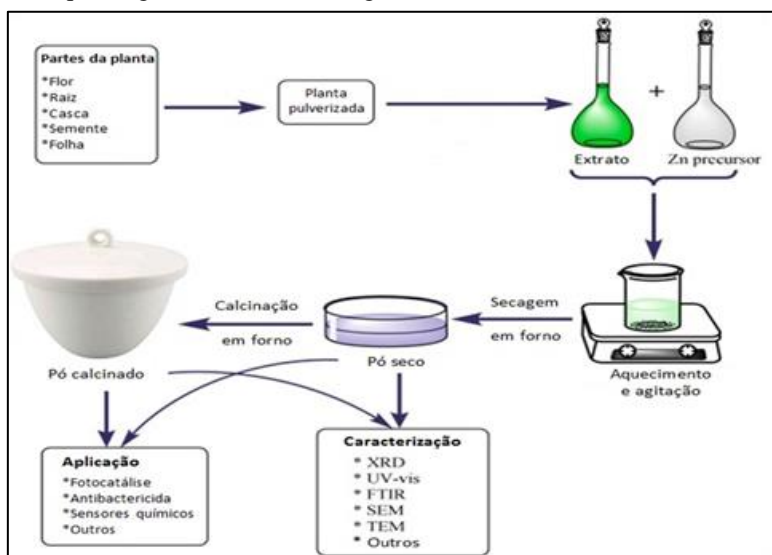 Partes da planta
*Flor
*Raiz
*Casca
*Semente
*Folha
Planta
pulverizada
+
Extrato
Zn precursor
Aquecimento
e agitação
Secagem
em forno
Pó seco
Calcinação
em forno
Pó calcinado
Aplicação
*Fotocatálise
*Antibactericida
*Sensores químicos
*Outros
Caracterização
* XRD
* UV-vis
* FTIR
* SEM
* TEM
* Outros